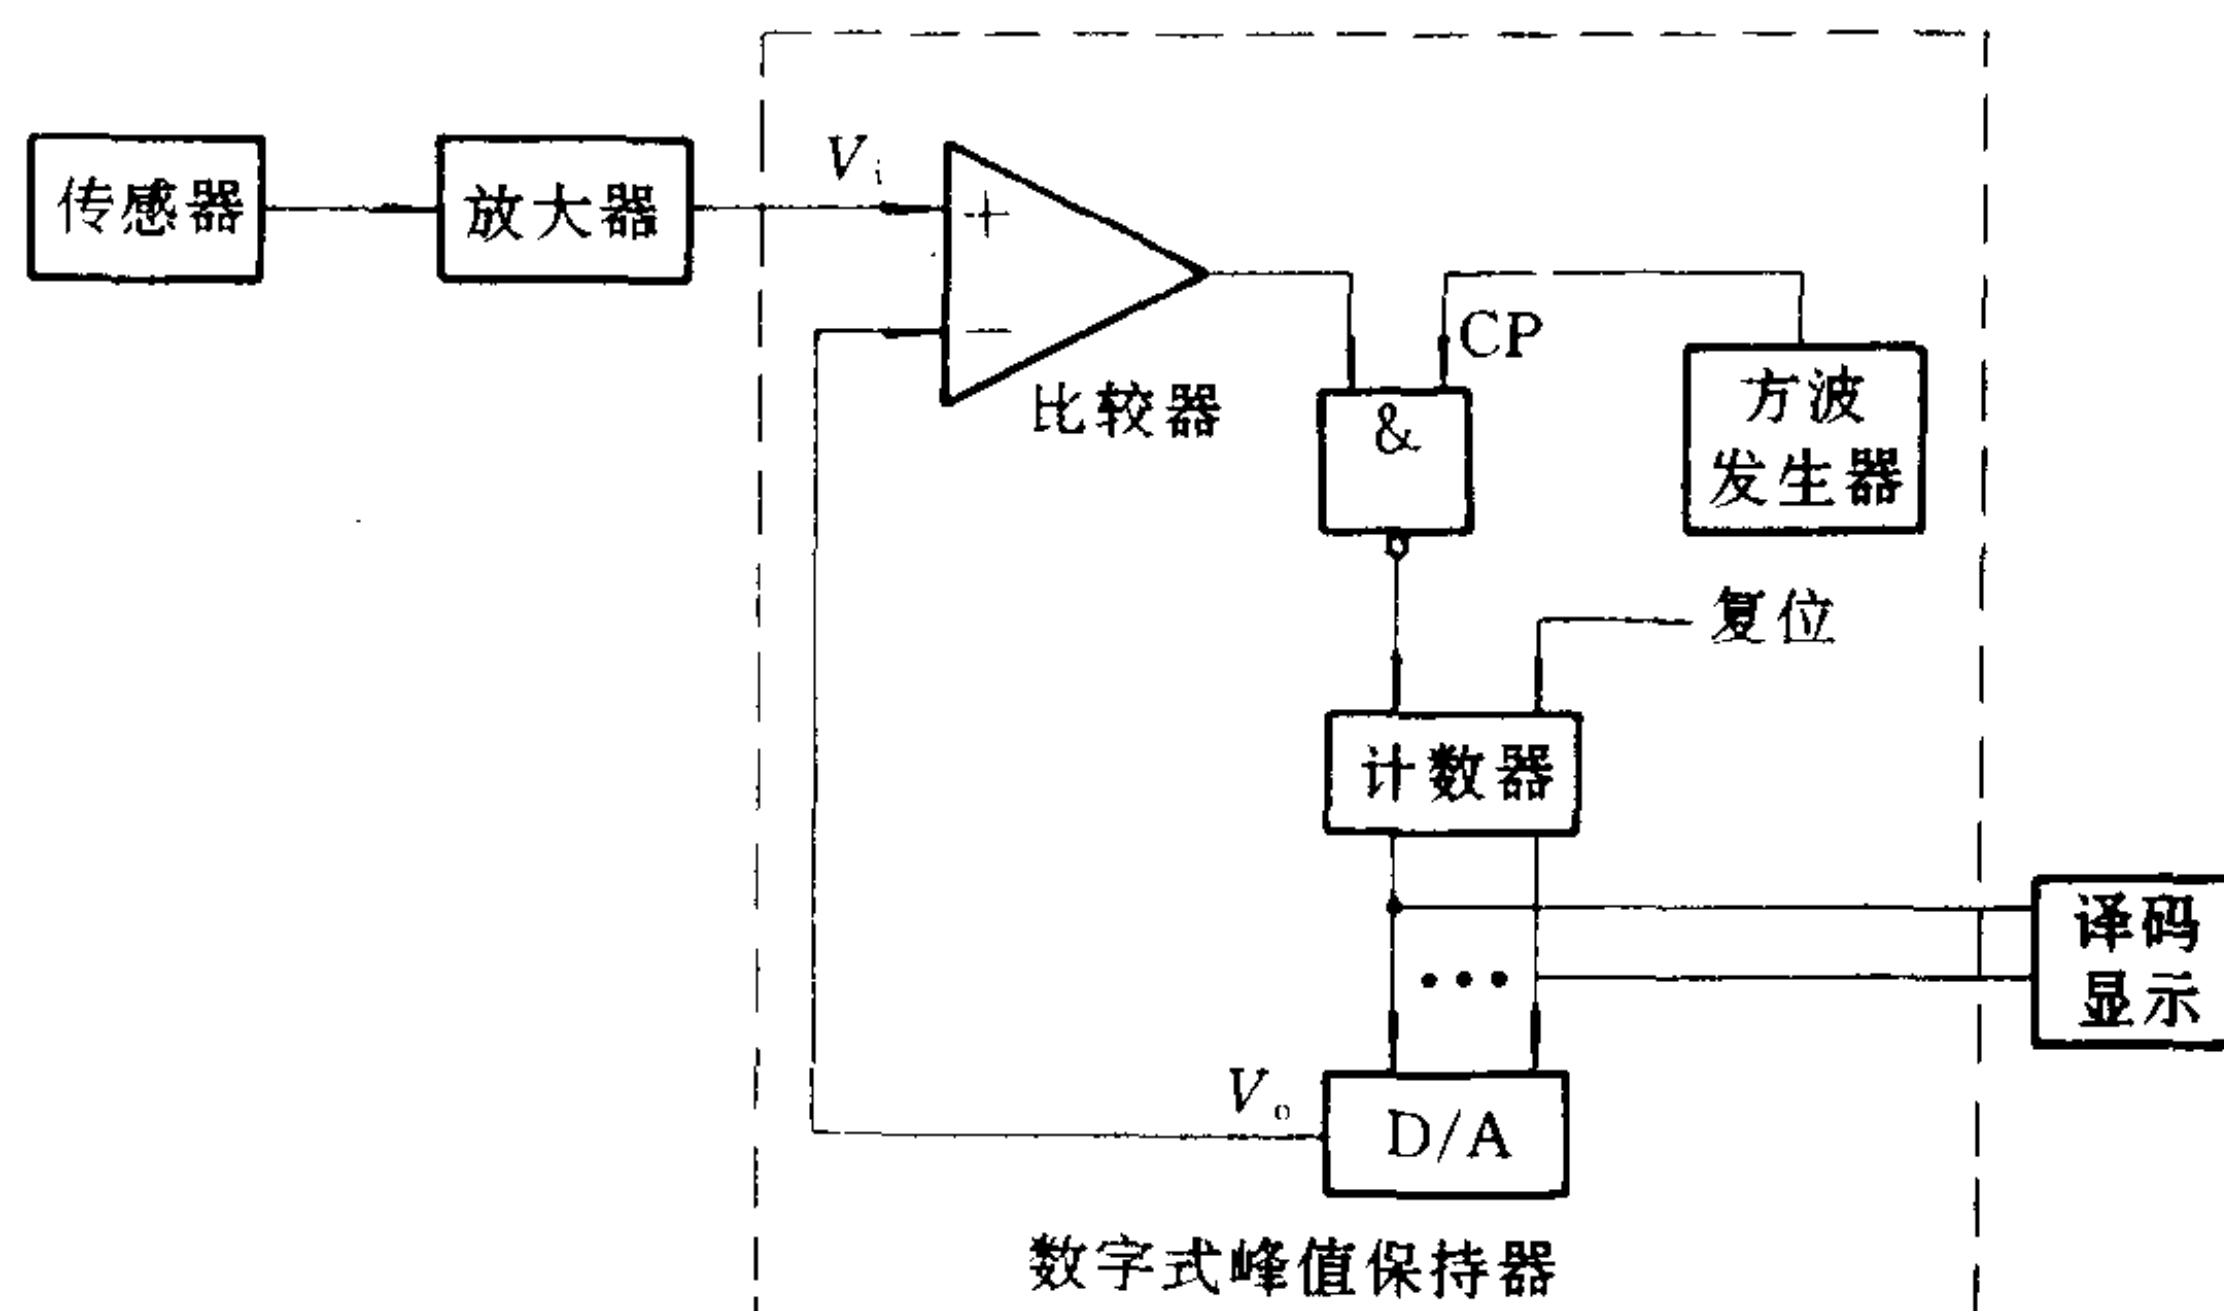 传感器
放大器
Vi
+
−
比较器
CP
&
方波
发生器
复位
计数器
···
译码
显示
Vo
D/A
数字式峰值保持器